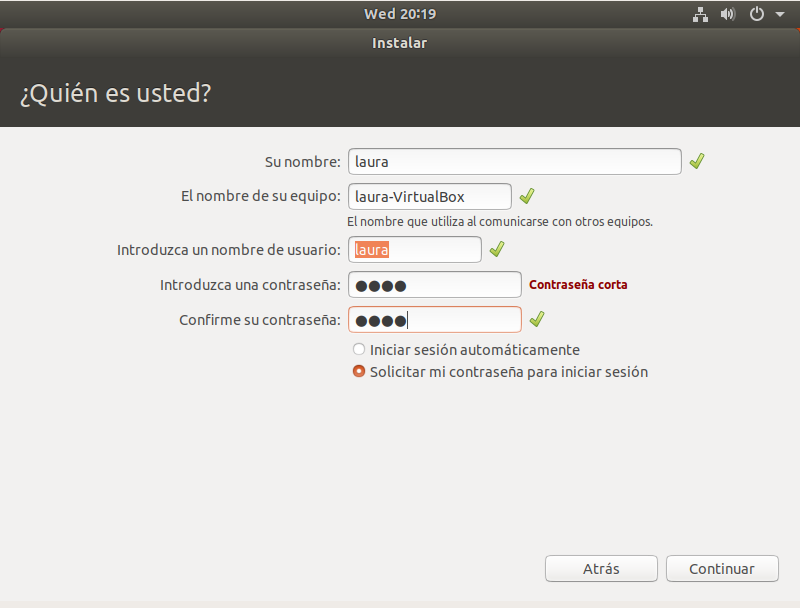 Wed 20:19
Instalar
¿Quién es usted?
Su nombre: laura
El nombre de su equipo: laura-VirtualBox
El nombre que utiliza al comunicarse con otros equipos.
Introduzca un nombre de usuario: laura
Introduzca una contraseña: ●●●● Contraseña corta
Confirme su contraseña: ●●●●
Iniciar sesión automáticamente
Solicitar mi contraseña para iniciar sesión
Atrás Continuar